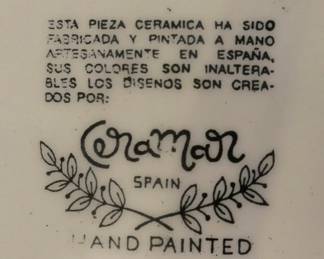 ESTA PIEZA CERAMICA HA SIDO
FABRICADA Y PINTADA A MANO
ARTESANAMENTE EN ESPAÑA,
SUS COLORES SON INALTERA-
BLES LOS DISENOS SON CREA-
DOS POR:
Ceramar
SPAIN
HAND PAINTED